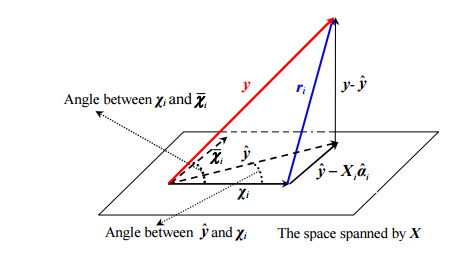 y
rᵢ
y- ŷ
Angle between χᵢ and χ̄ᵢ
χ̄ᵢ
ŷ
ŷ − Xᵢα̂ᵢ
χᵢ
Angle between ŷ and χᵢ
The space spanned by X